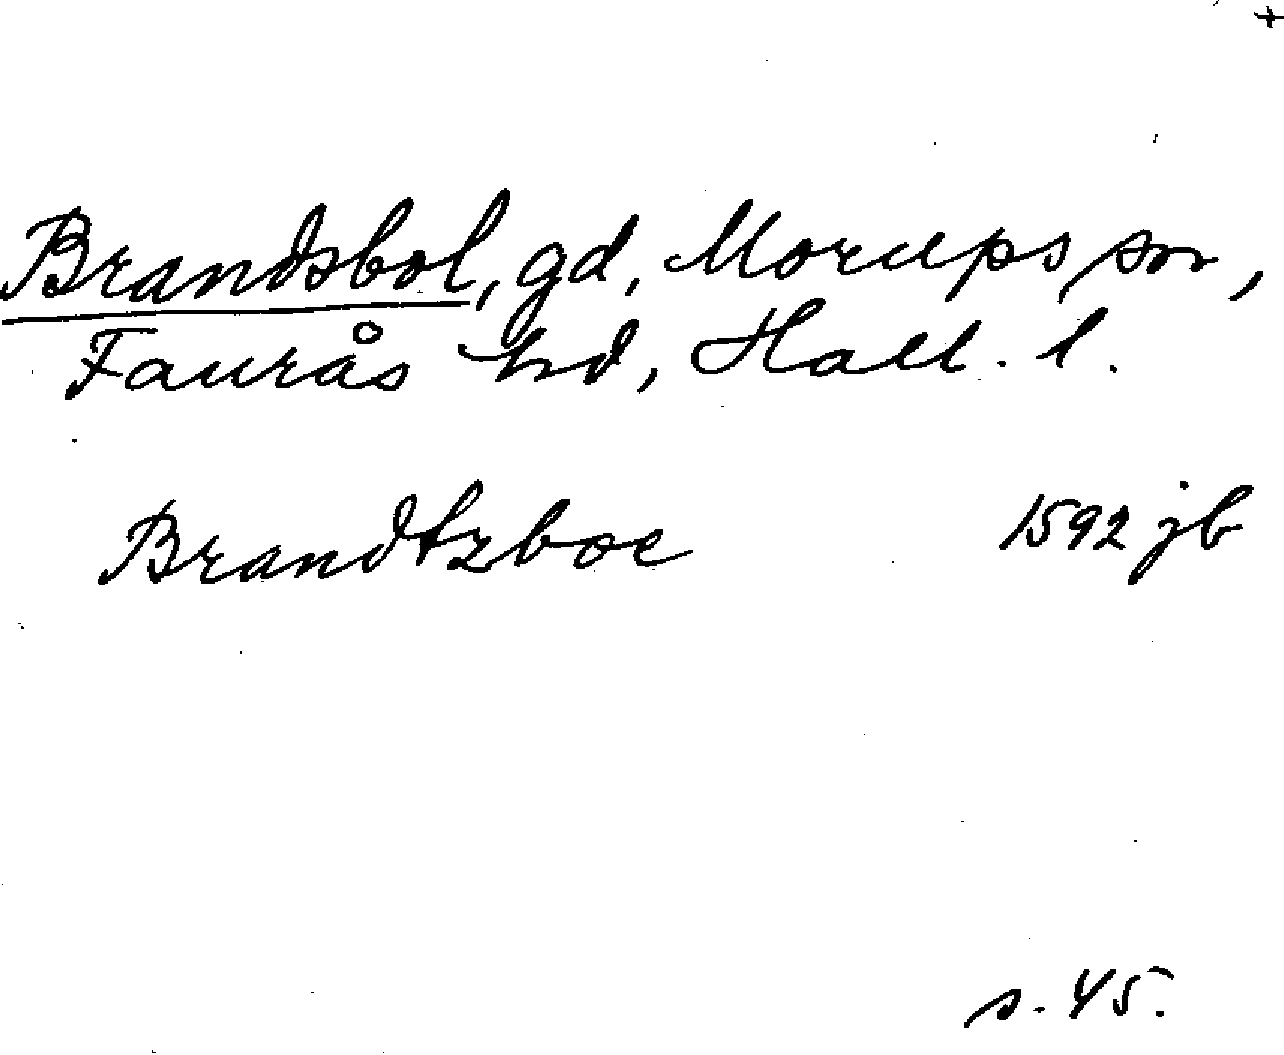 +
Brandsbol, gd, Morups sn,
Faurås hd, Hall. l.
Brandtzboe 1592 jb
s. 45.